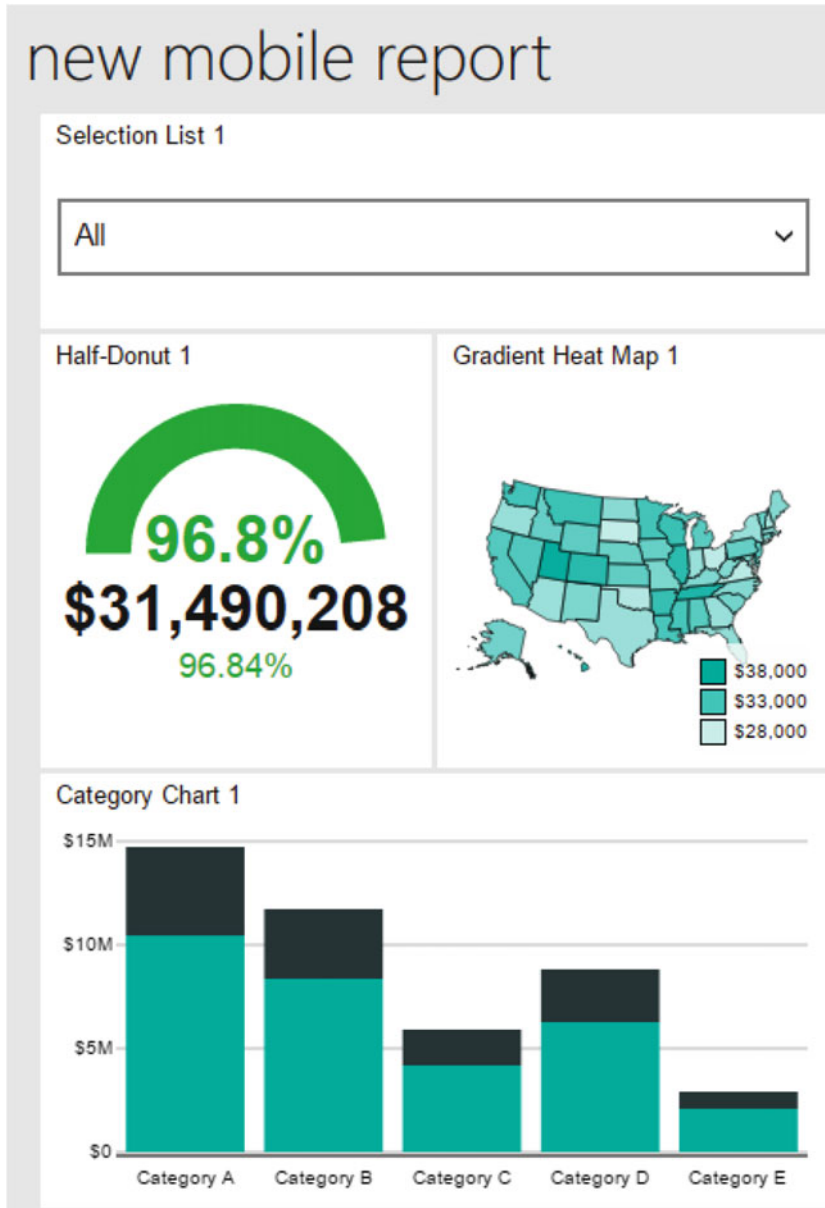 new mobile report
Selection List 1
All
Half-Donut 1
96.8%
$31,490,208
96.84%
Gradient Heat Map 1
$38,000
$33,000
$28,000
Category Chart 1
$15M
$10M
$5M
$0
Category A Category B Category C Category D Category E